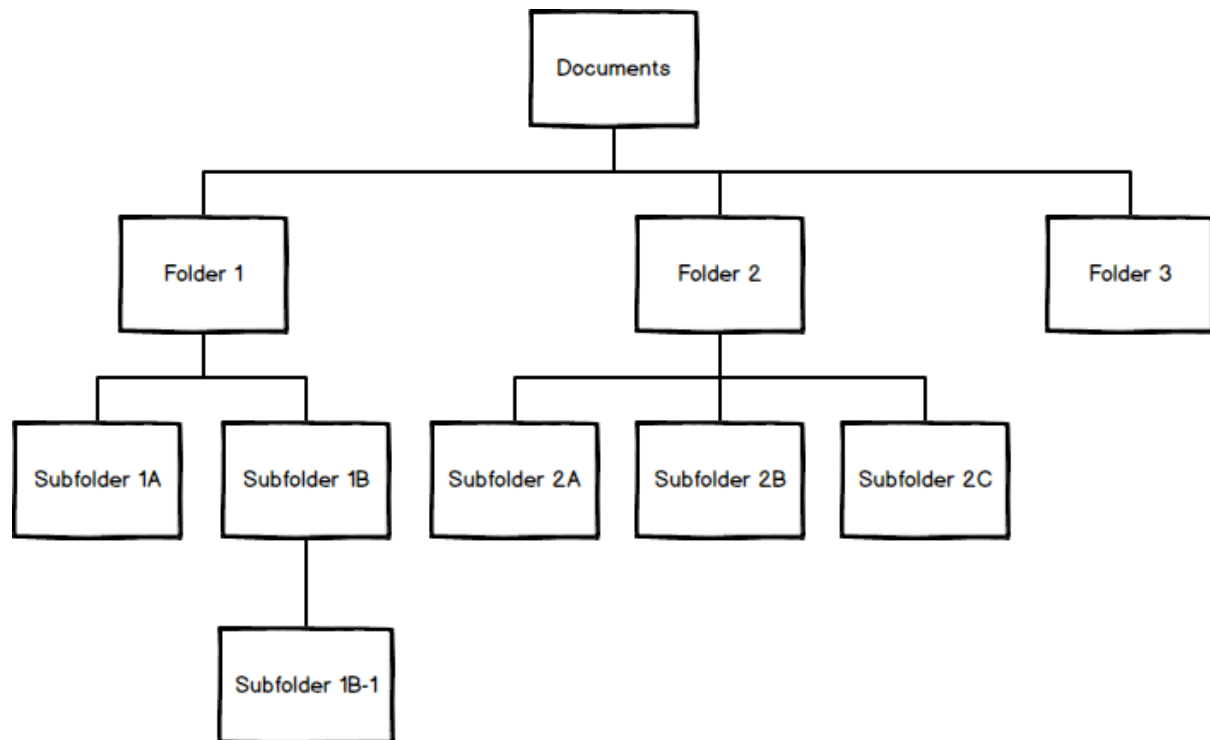 Documents
Folder 1
Folder 2
Folder 3
Subfolder 1A
Subfolder 1B
Subfolder 2A
Subfolder 2B
Subfolder 2C
Subfolder 1B-1